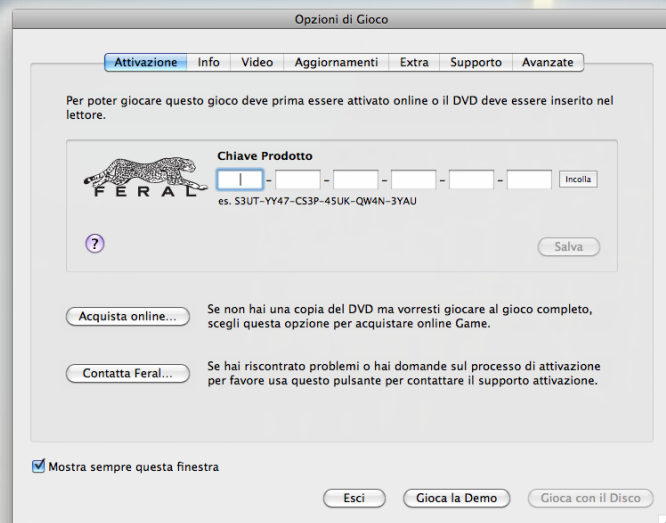 Opzioni di Gioco
Attivazione Info Video Aggiornamenti Extra Supporto Avanzate
Per poter giocare questo gioco deve prima essere attivato online o il DVD deve essere inserito nel
lettore.
Chiave Prodotto
FERAL
- - - - - Incolla
es. S3UT-YY47-CS3P-45UK-QW4N-3YAU
? Salva
Acquista online... Se non hai una copia del DVD ma vorresti giocare al gioco completo,
scegli questa opzione per acquistare online Game.
Contatta Feral... Se hai riscontrato problemi o hai domande sul processo di attivazione
per favore usa questo pulsante per contattare il supporto attivazione.
Mostra sempre questa finestra
Esci Gioca la Demo Gioca con il Disco